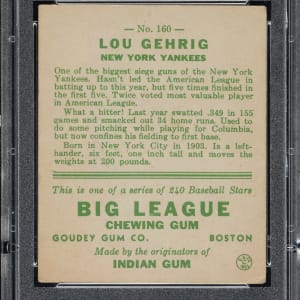 — No. 160 —
LOU GEHRIG
NEW YORK YANKEES
One of the biggest siege guns of the New York
Yankees. Hasn't led the American League in
batting up to this year, but five times finished in
the first five. Twice voted most valuable player
in American League.
What a hitter! Last year swatted .349 in 155
games and smacked out 34 home runs. Used to
do some pitching while playing for Columbia,
but now confines his fielding to first base.
Born in New York City in 1903. Is a left-
hander, six feet, one inch tall and moves the
weights at 200 pounds.
This is one of a series of 240 Baseball Stars
BIG LEAGUE
CHEWING GUM
GOUDEY GUM CO. BOSTON
Made by the originators of
INDIAN GUM